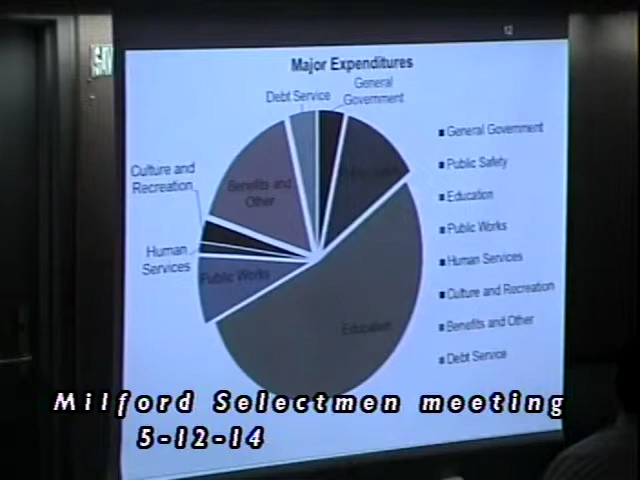 12
Major Expenditures
General
Government
Debt Service
Culture and
Recreation
Benefits and
Other
Human
Services
Public Works
Education
General Government
Public Safety
Education
Public Works
Human Services
Culture and Recreation
Benefits and Other
Debt Service
Milford Selectmen meeting
5-12-14